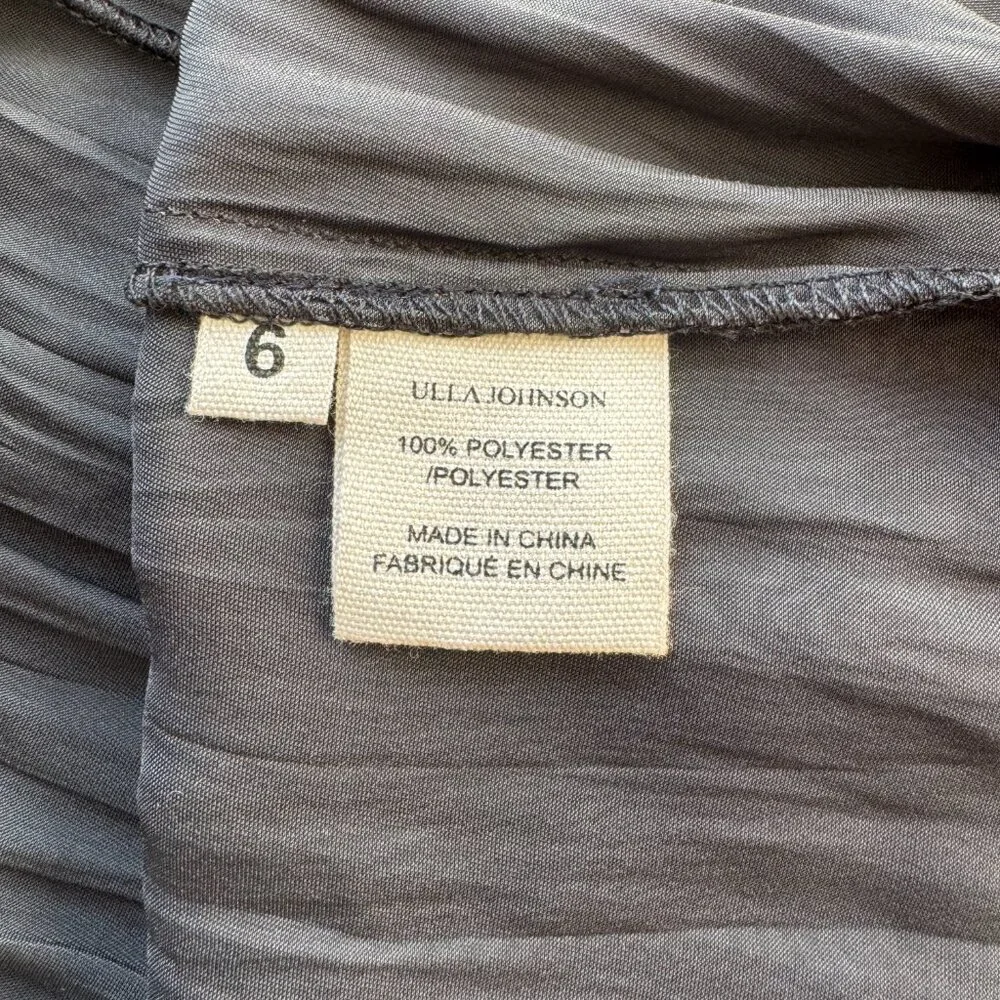 6
ULLA JOHNSON
100% POLYESTER
/POLYESTER
MADE IN CHINA
FABRIQUÉ EN CHINE